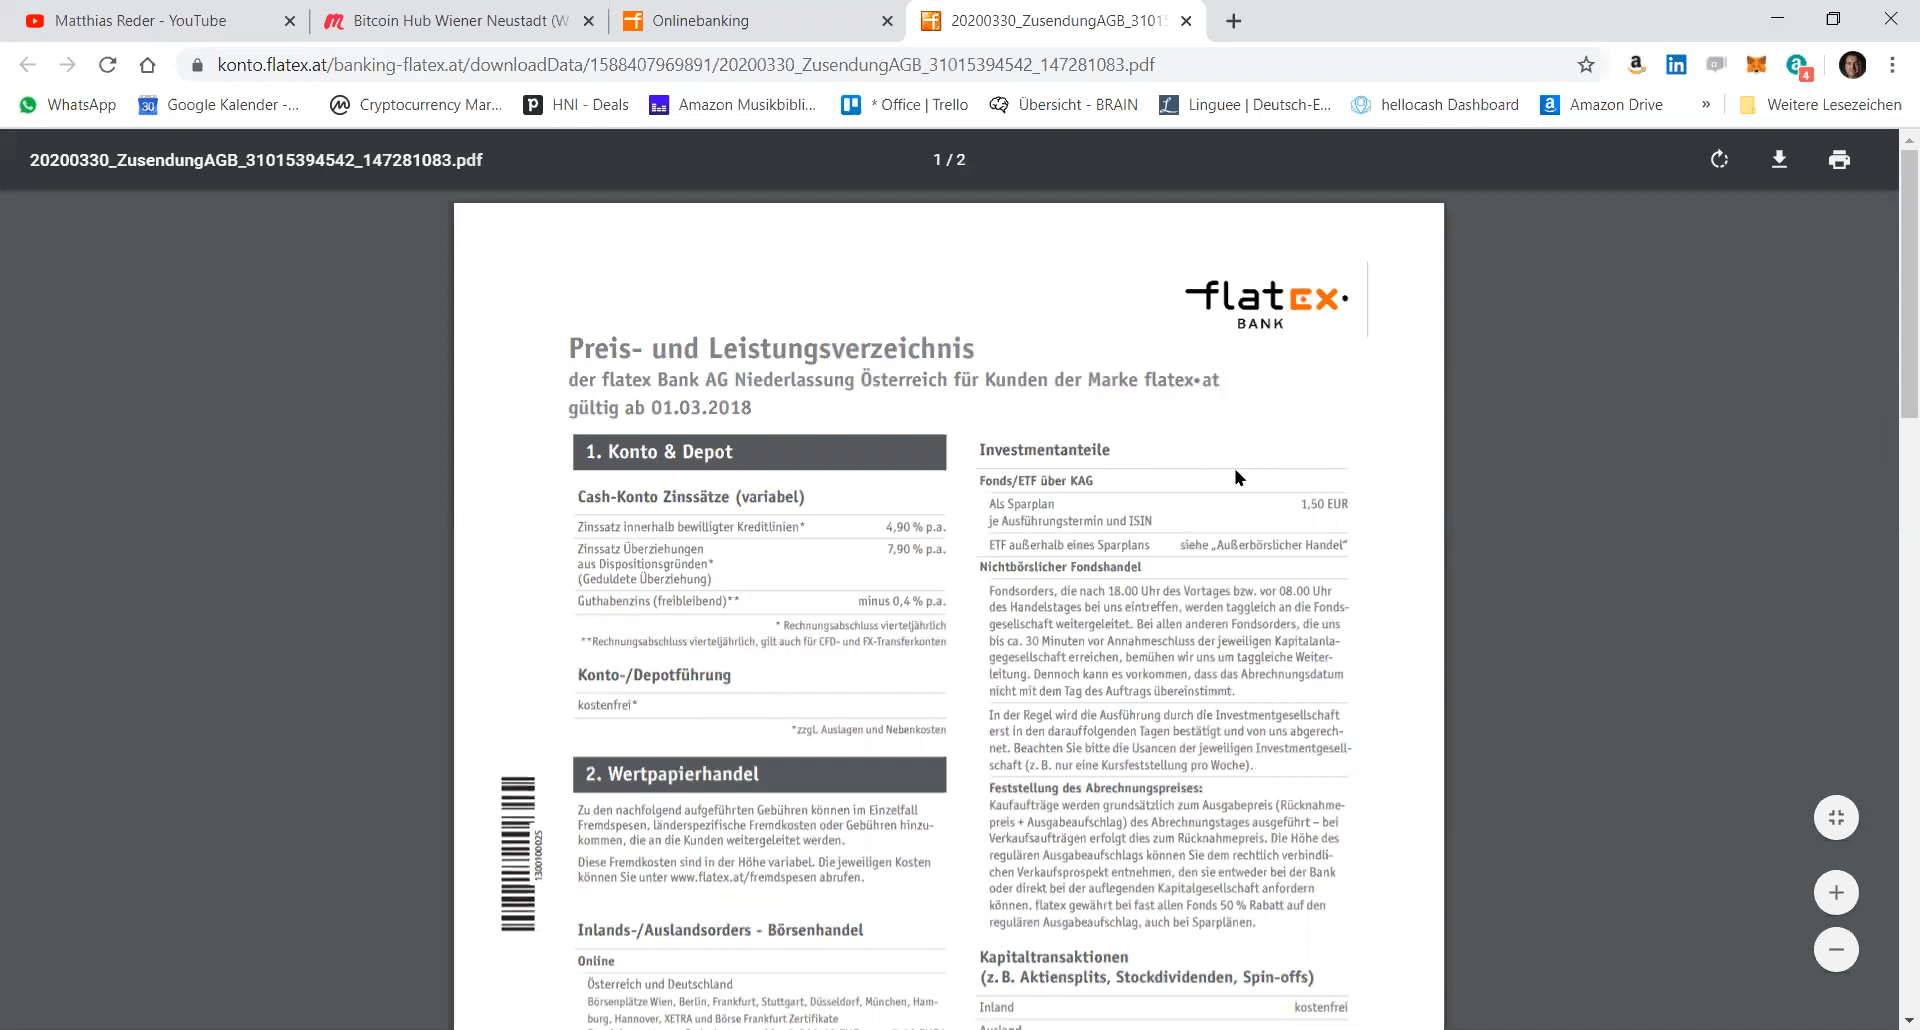 Matthias Reder - YouTube
Bitcoin Hub Wiener Neustadt (W
Onlinebanking
20200330_ZusendungAGB_3101
konto.flatex.at/banking-flatex.at/downloadData/1588407969891/20200330_ZusendungAGB_31015394542_147281083.pdf
4
WhatsApp
30
Google Kalender -...
Cryptocurrency Mar...
HNI - Deals
Amazon Musikbibli...
* Office | Trello
Übersicht - BRAIN
Linguee | Deutsch-E...
hellocash Dashboard
Amazon Drive
»
Weitere Lesezeichen
20200330_ZusendungAGB_31015394542_147281083.pdf
1 / 2
flatex
BANK
Preis- und Leistungsverzeichnis
der flatex Bank AG Niederlassung Österreich für Kunden der Marke flatex•at
gültig ab 01.03.2018
1. Konto & Depot
Cash-Konto Zinssätze (variabel)
Zinssatz innerhalb bewilligter Kreditlinien* 4,90 % p.a.
Zinssatz Überziehungen 7,90 % p.a.
aus Dispositionsgründen*
(Geduldete Überziehung)
Guthabenzins (freibleibend)** minus 0,4 % p.a.
* Rechnungsabschluss vierteljährlich
**Rechnungsabschluss vierteljährlich, gilt auch für CFD- und FX-Transferkonten
Konto-/Depotführung
kostenfrei*
*zzgl. Auslagen und Nebenkosten
2. Wertpapierhandel
Zu den nachfolgend aufgeführten Gebühren können im Einzelfall
Fremdspesen, länderspezifische Fremdkosten oder Gebühren hinzu-
kommen, die an die Kunden weitergeleitet werden.
Diese Fremdkosten sind in der Höhe variabel. Die jeweiligen Kosten
können Sie unter www.flatex.at/fremdspesen abrufen.
1300100025
Inlands-/Auslandsorders - Börsenhandel
Online
Österreich und Deutschland
Börsenplätze Wien, Berlin, Frankfurt, Stuttgart, Düsseldorf, München, Ham-
burg, Hannover, XETRA und Börse Frankfurt Zertifikate
Investmentanteile
Fonds/ETF über KAG
Als Sparplan 1,50 EUR
je Ausführungstermin und ISIN
ETF außerhalb eines Sparplans siehe „Außerbörslicher Handel“
Nichtbörslicher Fondshandel
Fondsorders, die nach 18.00 Uhr des Vortages bzw. vor 08.00 Uhr
des Handelstages bei uns eintreffen, werden taggleich an die Fonds-
gesellschaft weitergeleitet. Bei allen anderen Fondsorders, die uns
bis ca. 30 Minuten vor Annahmeschluss der jeweiligen Kapitalanla-
gegesellschaft erreichen, bemühen wir uns um taggleiche Weiter-
leitung. Dennoch kann es vorkommen, dass das Abrechnungsdatum
nicht mit dem Tag des Auftrags übereinstimmt.
In der Regel wird die Ausführung durch die Investmentgesellschaft
erst in den darauffolgenden Tagen bestätigt und von uns abgerech-
net. Beachten Sie bitte die Usancen der jeweiligen Investmentgesell-
schaft (z. B. nur eine Kursfeststellung pro Woche).
Feststellung des Abrechnungspreises:
Kaufaufträge werden grundsätzlich zum Ausgabepreis (Rücknahme-
preis + Ausgabeaufschlag) des Abrechnungstages ausgeführt – bei
Verkaufsaufträgen erfolgt dies zum Rücknahmepreis. Die Höhe des
regulären Ausgabeaufschlags können Sie dem rechtlich verbindli-
chen Verkaufsprospekt entnehmen, den sie entweder bei der Bank
oder direkt bei der auflegenden Kapitalgesellschaft anfordern
können. flatex gewährt bei fast allen Fonds 50 % Rabatt auf den
regulären Ausgabeaufschlag, auch bei Sparplänen.
Kapitaltransaktionen
(z. B. Aktiensplits, Stockdividenden, Spin-offs)
Inland kostenfrei